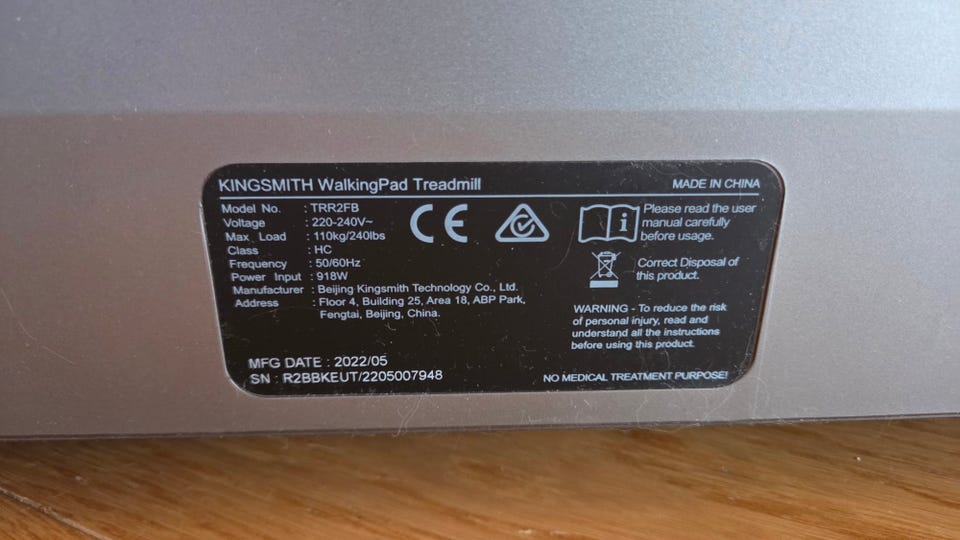 KINGSMITH WalkingPad Treadmill MADE IN CHINA
Model No. : TRR2FB
Voltage : 220-240V~
Max Load : 110kg/240lbs
Class : HC
Frequency : 50/60Hz
Power Input : 918W
Manufacturer : Beijing Kingsmith Technology Co., Ltd.
Address : Floor 4, Building 25, Area 18, ABP Park,
Fengtai, Beijing, China.
CE
Please read the user
manual carefully
before usage.
Correct Disposal of
this product.
WARNING - To reduce the risk
of personal injury, read and
understand all the instructions
before using this product.
MFG DATE : 2022/05
SN : R2BBKEUT/2205007948
NO MEDICAL TREATMENT PURPOSE!